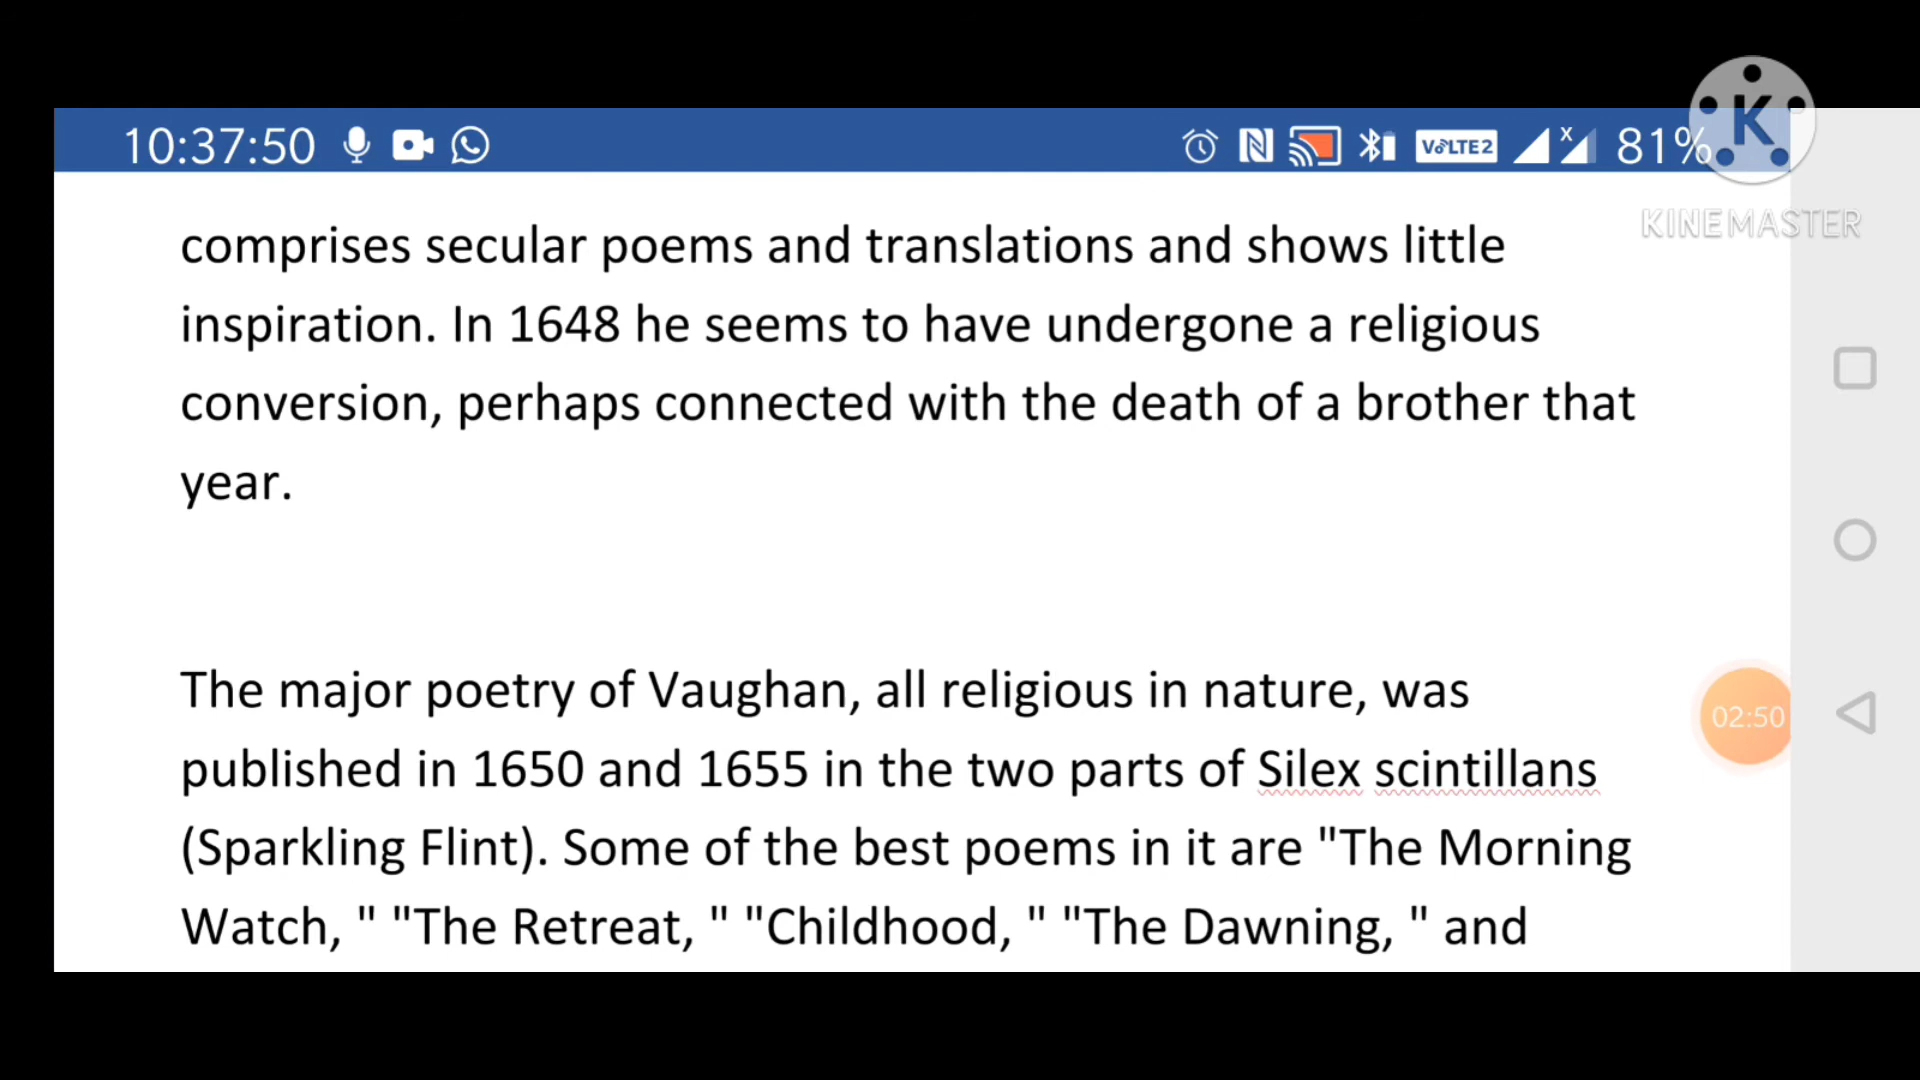 10:37:50 VoLTE2 81%
K
KINEMASTER
comprises secular poems and translations and shows little
inspiration. In 1648 he seems to have undergone a religious
conversion, perhaps connected with the death of a brother that
year.
The major poetry of Vaughan, all religious in nature, was
published in 1650 and 1655 in the two parts of Silex scintillans
02:50
(Sparkling Flint). Some of the best poems in it are "The Morning
Watch, " "The Retreat, " "Childhood, " "The Dawning, " and